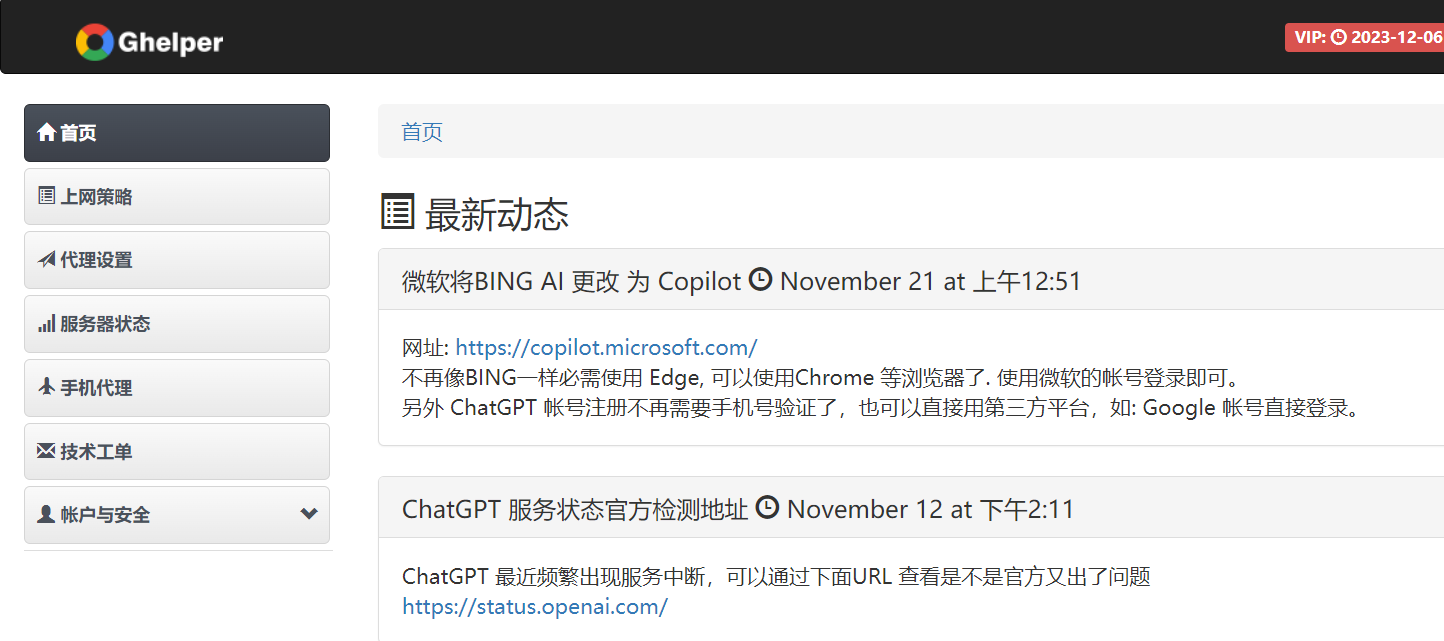 Ghelper
VIP: 2023-12-06
首页
上网策略
代理设置
服务器状态
手机代理
技术工单
帐户与安全
首页
最新动态
微软将BING AI 更改 为 Copilot November 21 at 上午12:51
网址: https://copilot.microsoft.com/
不再像BING一样必需使用 Edge, 可以使用Chrome 等浏览器了. 使用微软的帐号登录即可。
另外 ChatGPT 帐号注册不再需要手机号验证了，也可以直接用第三方平台，如: Google 帐号直接登录。
ChatGPT 服务状态官方检测地址 November 12 at 下午2:11
ChatGPT 最近频繁出现服务中断，可以通过下面URL 查看是不是官方又出了问题
https://status.openai.com/